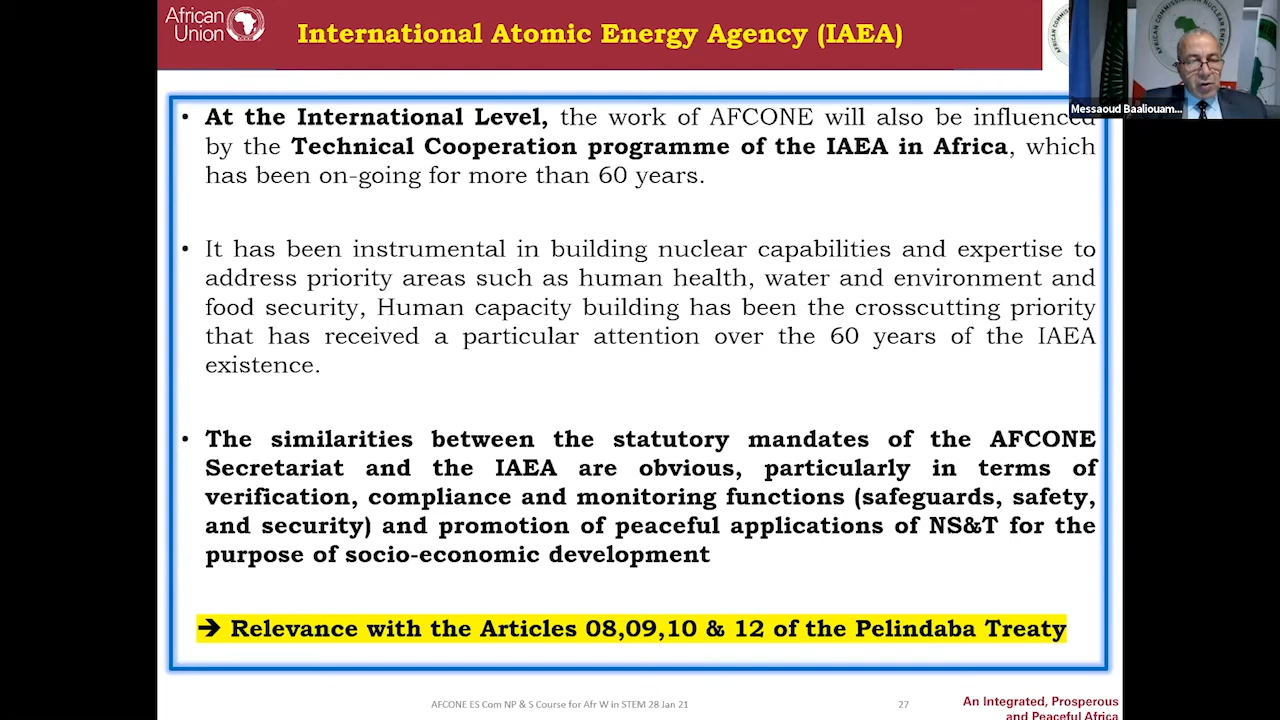 African
Union
International Atomic Energy Agency (IAEA)
Messaoud Baaliouam...
• At the International Level, the work of AFCONE will also be influenced
by the Technical Cooperation programme of the IAEA in Africa, which
has been on-going for more than 60 years.
• It has been instrumental in building nuclear capabilities and expertise to
address priority areas such as human health, water and environment and
food security, Human capacity building has been the crosscutting priority
that has received a particular attention over the 60 years of the IAEA
existence.
• The similarities between the statutory mandates of the AFCONE
Secretariat and the IAEA are obvious, particularly in terms of
verification, compliance and monitoring functions (safeguards, safety,
and security) and promotion of peaceful applications of NS&T for the
purpose of socio-economic development
➔ Relevance with the Articles 08,09,10 & 12 of the Pelindaba Treaty
AFCONE ES Com NP & S Course for Afr W in STEM 28 Jan 21
27
An Integrated, Prosperous
and Peaceful Africa